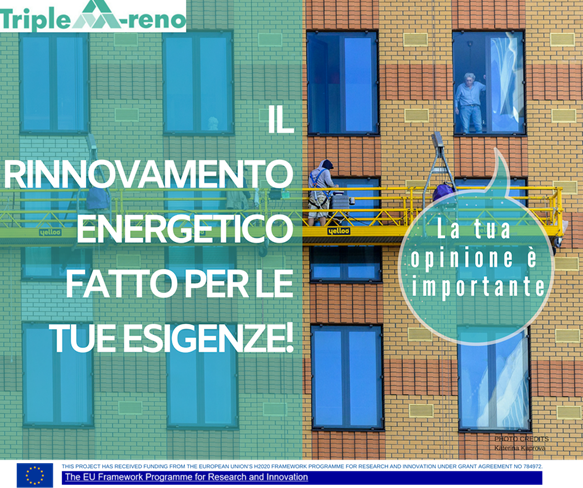 Triple A-reno
IL
RINNOVAMENTO
ENERGETICO
FATTO PER LE
TUE ESIGENZE!
La tua
opinione è
importante
yelloo
yelloo
PHOTO CREDITS
Katerina Kaprova
THIS PROJECT HAS RECEIVED FUNDING FROM THE EUROPEAN UNION'S H2020 FRAMEWORK PROGRAMME FOR RESEARCH AND INNOVATION UNDER GRANT AGREEMENT NO 784972.
The EU Framework Programme for Research and Innovation